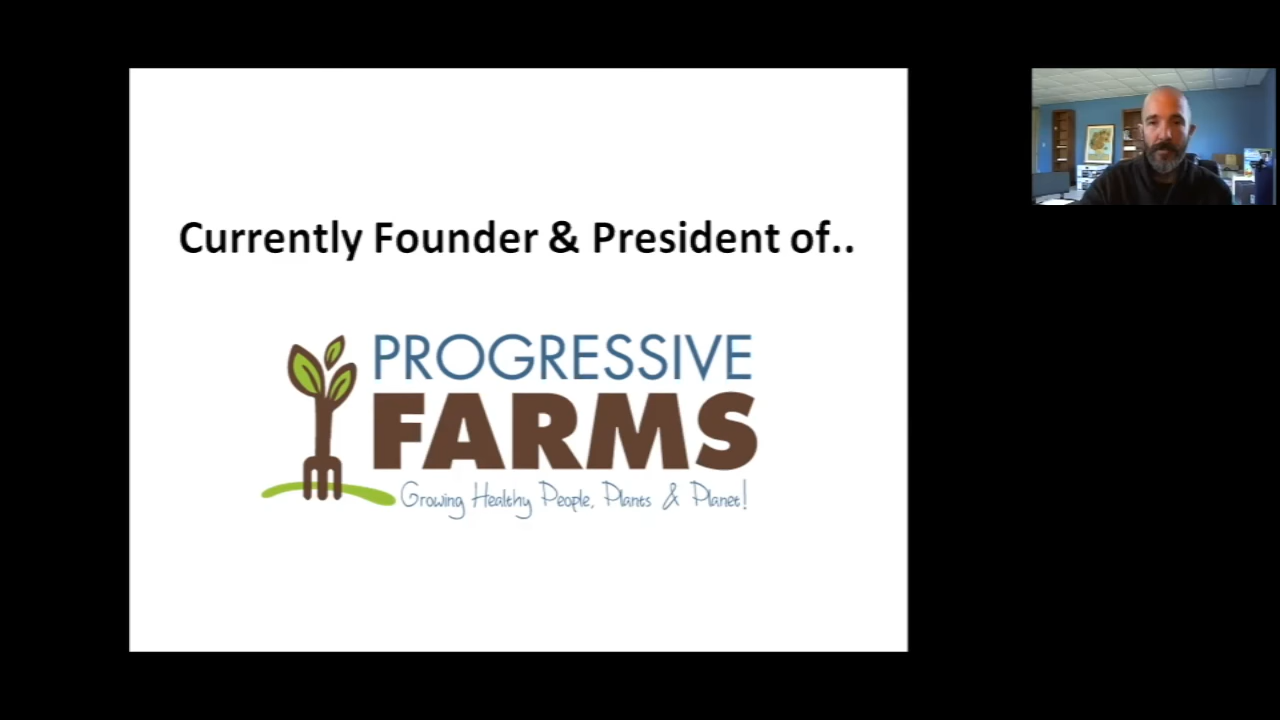 Currently Founder & President of..
PROGRESSIVE
FARMS
Growing Healthy People, Plants & Planet!